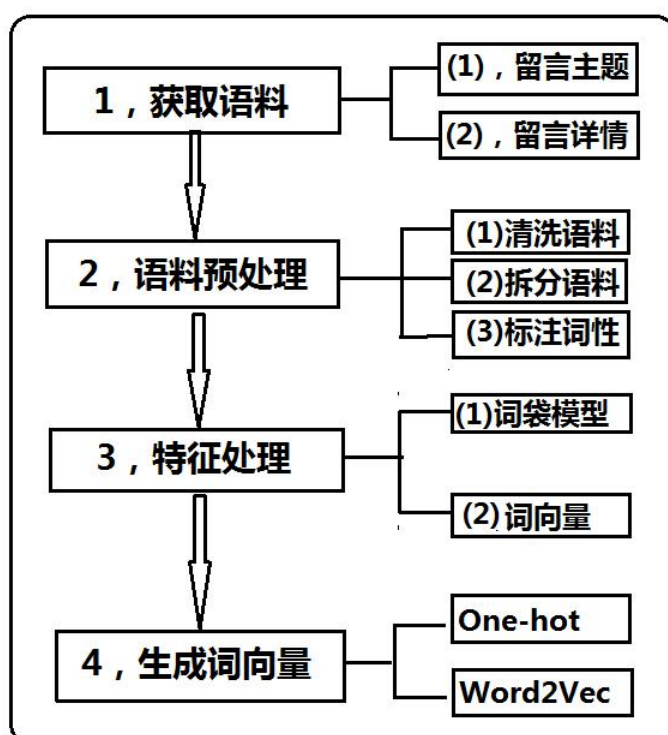 1，获取语料
(1)，留言主题
(2)，留言详情
2，语料预处理
(1)清洗语料
(2)拆分语料
(3)标注词性
3，特征处理
(1)词袋模型
(2)词向量
4，生成词向量
One-hot
Word2Vec